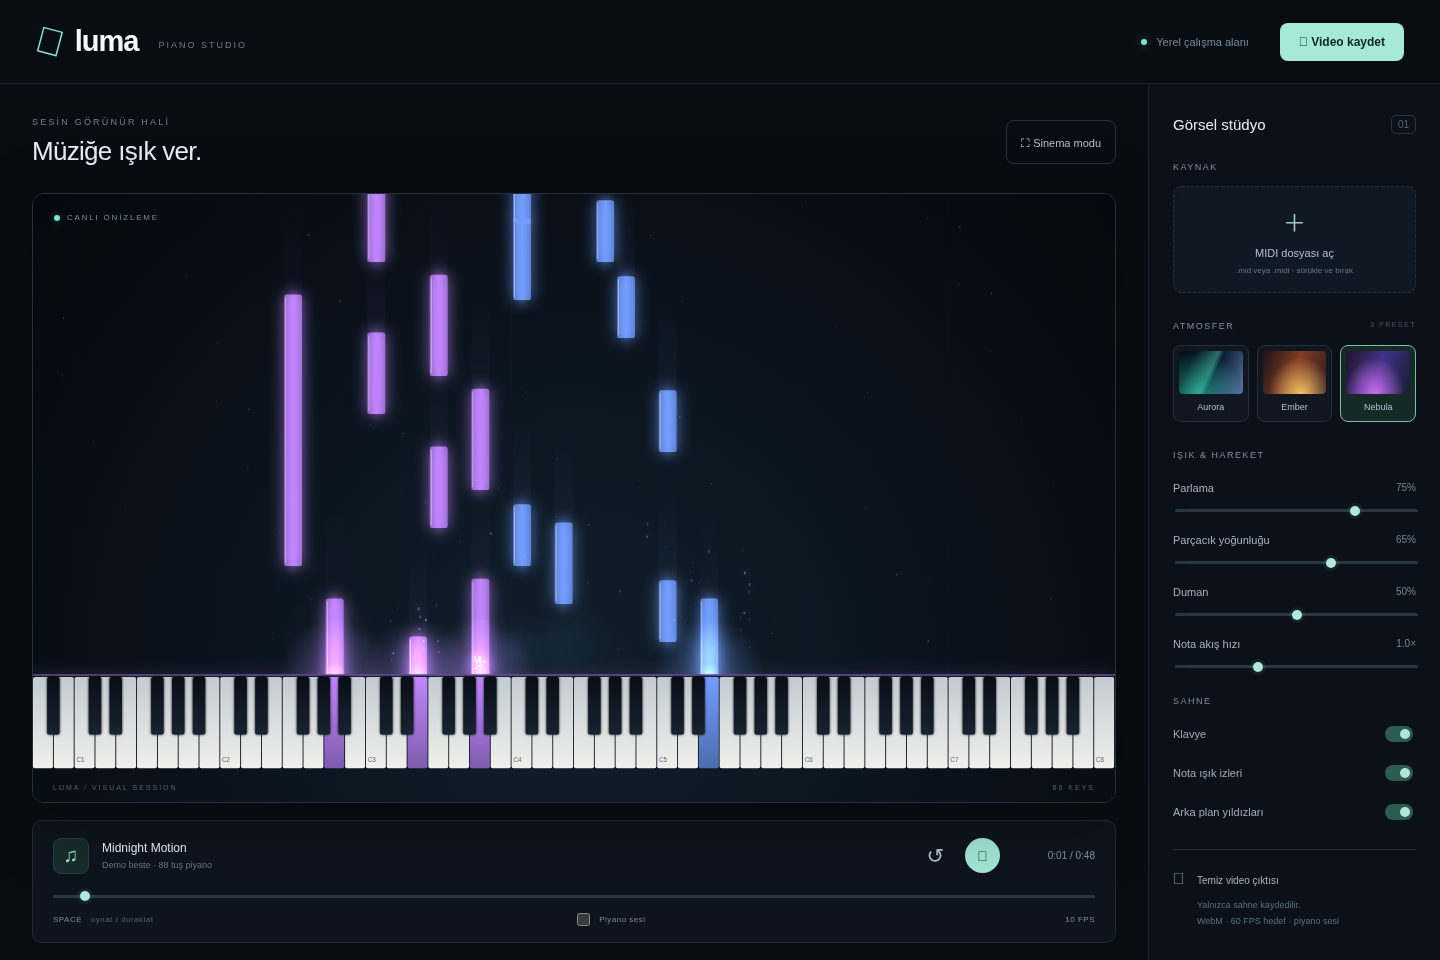 luma
PIANO STUDIO
Yerel çalışma alanı
Video kaydet
SESİN GÖRÜNÜR HALİ
Müziğe ışık ver.
Sinema modu
CANLI ÖNİZLEME
C1
C2
C3
C4
C5
C6
C7
C8
LUMA / VISUAL SESSION
88 KEYS
Midnight Motion
Demo beste · 88 tuş piyano
0:01 / 0:48
SPACE oynat / duraklat
Piyano sesi
10 FPS
Görsel stüdyo
01
KAYNAK
MIDI dosyası aç
.mid veya .midi · sürükle ve bırak
ATMOSFER
3 PRESET
Aurora
Ember
Nebula
IŞIK & HAREKET
Parlama
75%
Parçacık yoğunluğu
65%
Duman
50%
Nota akış hızı
1.0×
SAHNE
Klavye
Nota ışık izleri
Arka plan yıldızları
Temiz video çıktısı
Yalnızca sahne kaydedilir.
WebM · 60 FPS hedef · piyano sesi